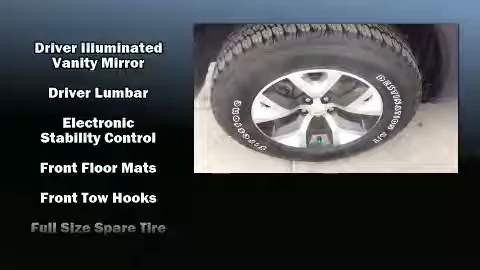 Driver Illuminated
Vanity Mirror
Driver Lumbar
Electronic
Stability Control
Front Floor Mats
Front Tow Hooks
Full Size Spare Tire
Firestone
DESTINATION A/T